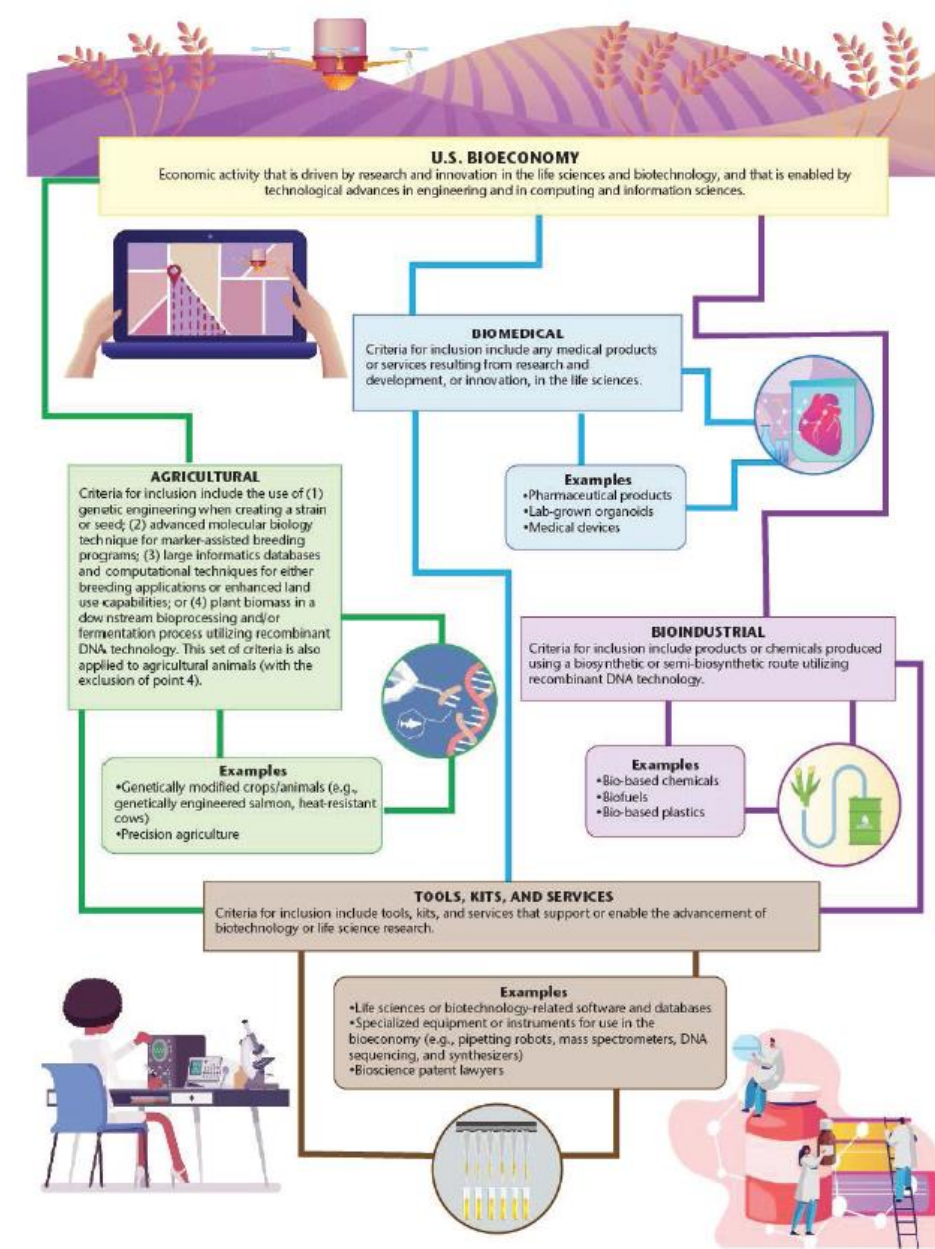 U.S. BIOECONOMY
Economic activity that is driven by research and innovation in the life sciences and biotechnology, and that is enabled by
technological advances in engineering and in computing and information sciences.
BIOMEDICAL
Criteria for inclusion include any medical products
or services resulting from research and
development, or innovation, in the life sciences.
Examples
•Pharmaceutical products
•Lab-grown organoids
•Medical devices
AGRICULTURAL
Criteria for inclusion include the use of (1)
genetic engineering when creating a strain
or seed; (2) advanced molecular biology
technique for marker-assisted breeding
programs; (3) large informatics databases
and computational techniques for either
breeding applications or enhanced land
use capabilities; or (4) plant biomass in a
dow nstream bioprocessing and/or
fermentation process utilizing recombinant
DNA technology. This set of criteria is also
applied to agricultural animals (with the
exclusion of point 4).
Examples
•Genetically modified crops/animals (e.g.,
genetically engineered salmon, heat-resistant
cows)
•Precision agriculture
BIOINDUSTRIAL
Criteria for inclusion include products or chemicals produced
using a biosynthetic or semi-biosynthetic route utilizing
recombinant DNA technology.
Examples
•Bio-based chemicals
•Biofuels
•Bio-based plastics
TOOLS, KITS, AND SERVICES
Criteria for inclusion include tools, kits, and services that support or enable the advancement of
biotechnology or life science research.
Examples
•Life sciences or biotechnology-related software and databases
•Specialized equipment or instruments for use in the
bioeconomy (e.g., pipetting robots, mass spectrometers, DNA
sequencing, and synthesizers)
•Bioscience patent lawyers